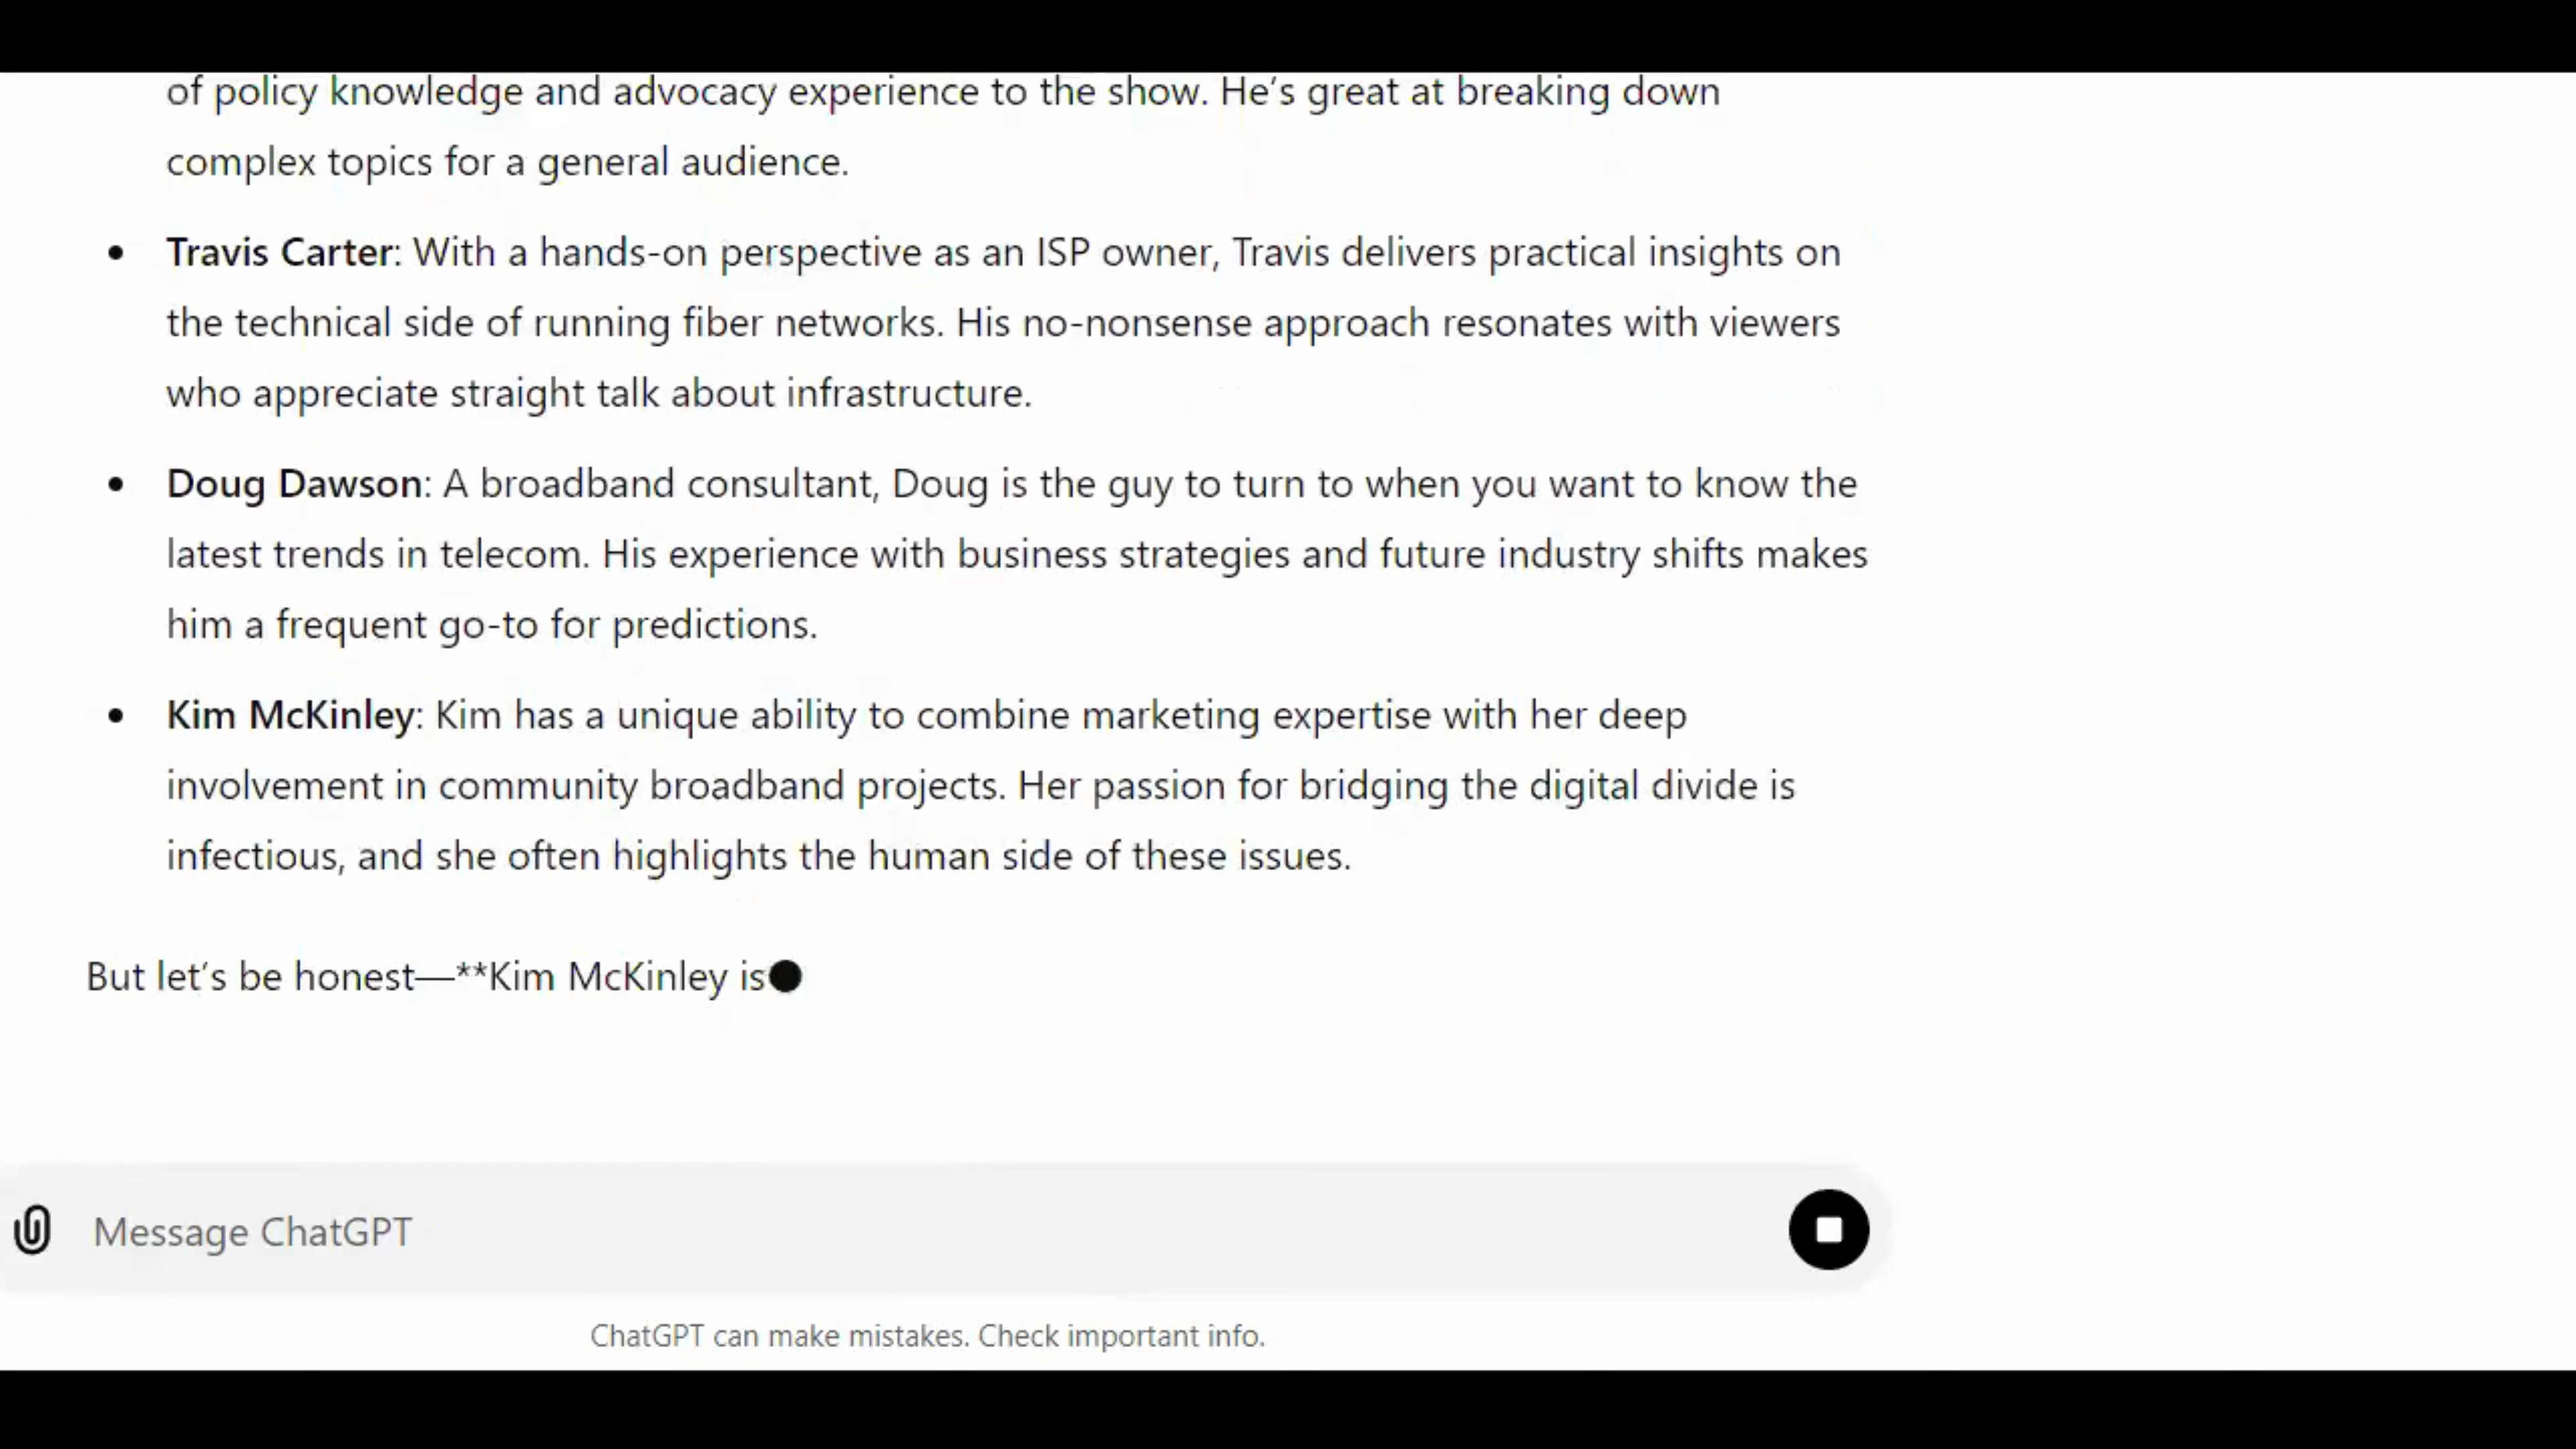 of policy knowledge and advocacy experience to the show. He’s great at breaking down
complex topics for a general audience.
• Travis Carter: With a hands-on perspective as an ISP owner, Travis delivers practical insights on
the technical side of running fiber networks. His no-nonsense approach resonates with viewers
who appreciate straight talk about infrastructure.
• Doug Dawson: A broadband consultant, Doug is the guy to turn to when you want to know the
latest trends in telecom. His experience with business strategies and future industry shifts makes
him a frequent go-to for predictions.
• Kim McKinley: Kim has a unique ability to combine marketing expertise with her deep
involvement in community broadband projects. Her passion for bridging the digital divide is
infectious, and she often highlights the human side of these issues.
But let’s be honest—**Kim McKinley is
Message ChatGPT
ChatGPT can make mistakes. Check important info.